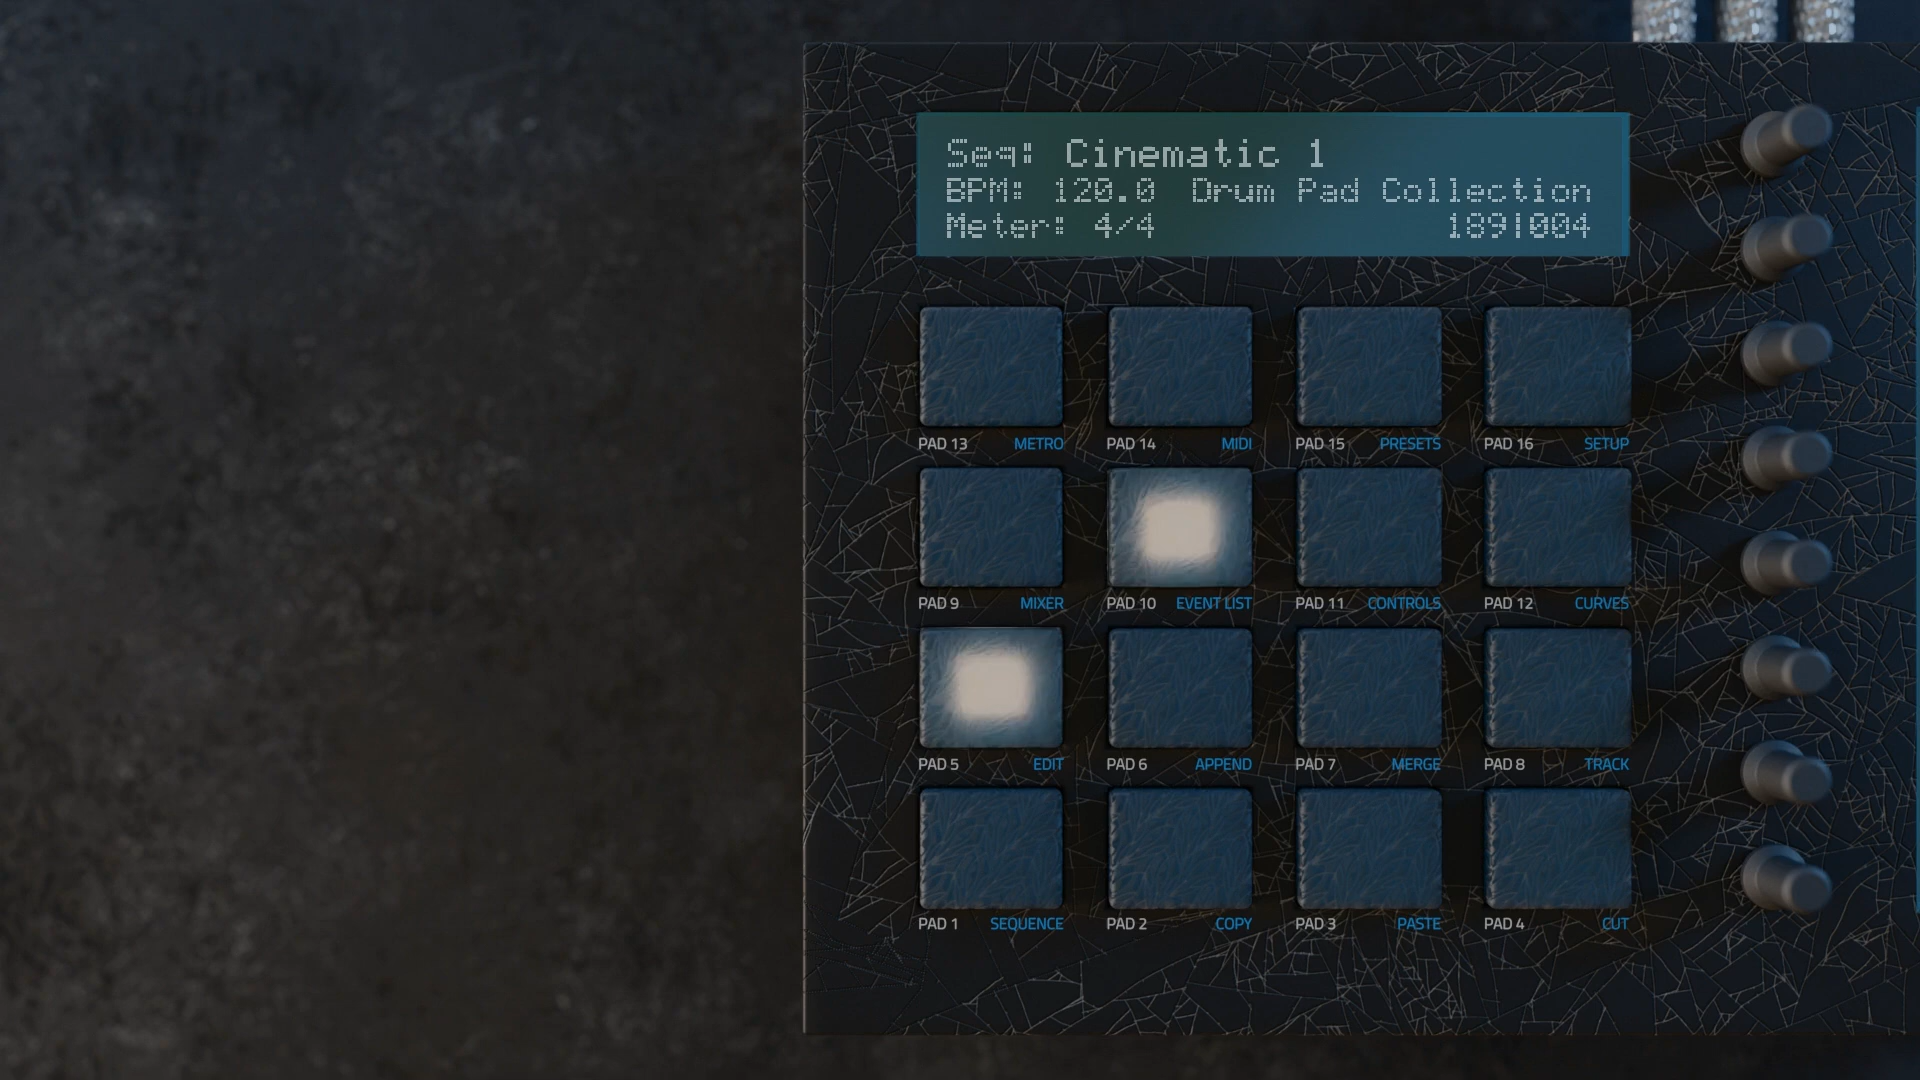 Seq: Cinematic 1
BPM: 120.0 Drum Pad Collection
Meter: 4/4 189|004
PAD 13 METRO PAD 14 MIDI PAD 15 PRESETS PAD 16 SETUP
PAD 9 MIXER PAD 10 EVENT LIST PAD 11 CONTROLS PAD 12 CURVES
PAD 5 EDIT PAD 6 APPEND PAD 7 MERGE PAD 8 TRACK
PAD 1 SEQUENCE PAD 2 COPY PAD 3 PASTE PAD 4 CUT